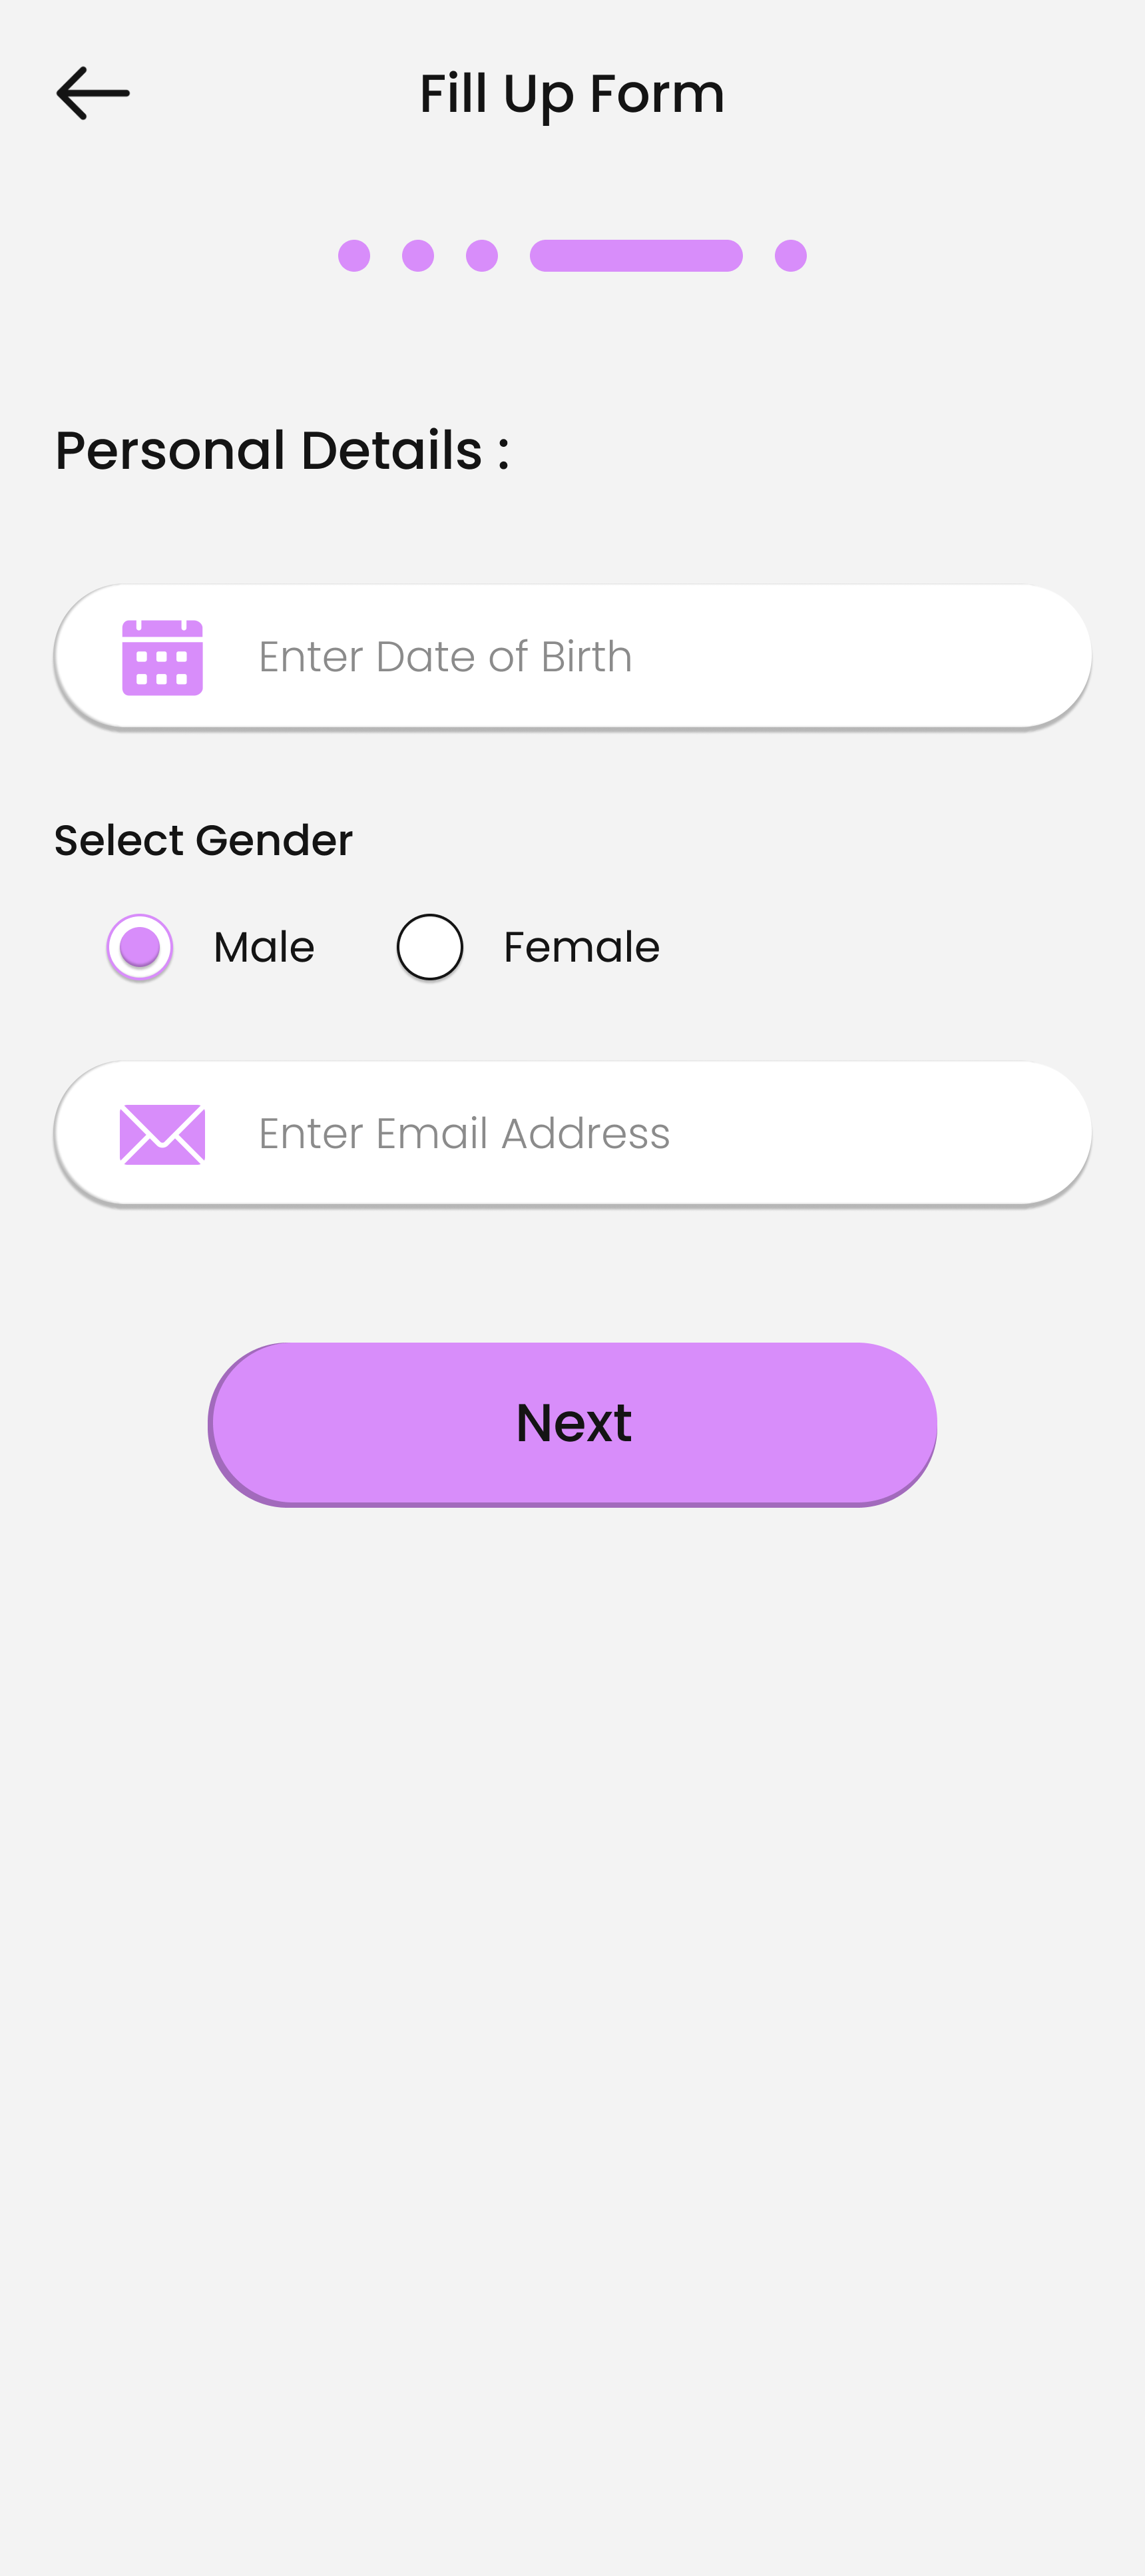 Fill Up Form
Personal Details :
Enter Date of Birth
Select Gender
Male Female
Enter Email Address
Next